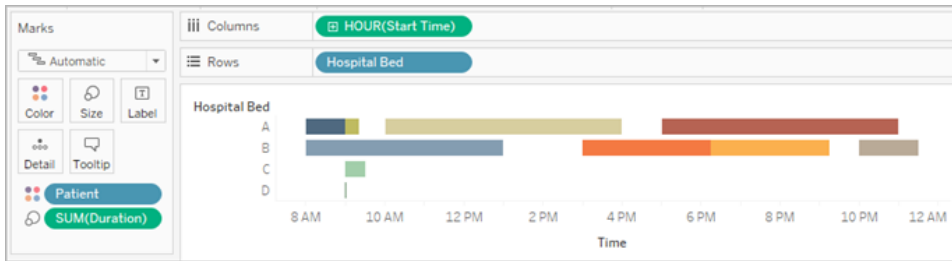 Marks
Automatic
Color
Size
Label
Detail
Tooltip
Patient
SUM(Duration)
Columns
HOUR(Start Time)
Rows
Hospital Bed
Hospital Bed
A
B
C
D
8 AM 10 AM 12 PM 2 PM 4 PM 6 PM 8 PM 10 PM 12 AM
Time